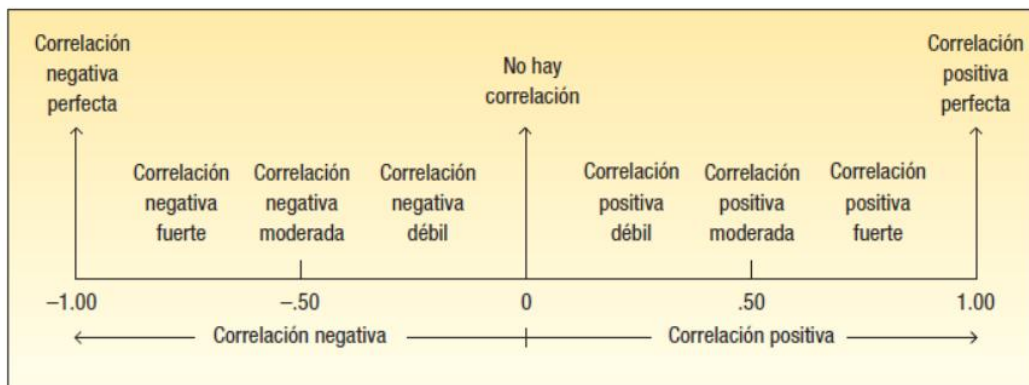 Correlación
negativa
perfecta
No hay
correlación
Correlación
positiva
perfecta
Correlación
negativa
fuerte
Correlación
negativa
moderada
Correlación
negativa
débil
Correlación
positiva
débil
Correlación
positiva
moderada
Correlación
positiva
fuerte
–1.00
–.50
0
.50
1.00
Correlación negativa
Correlación positiva